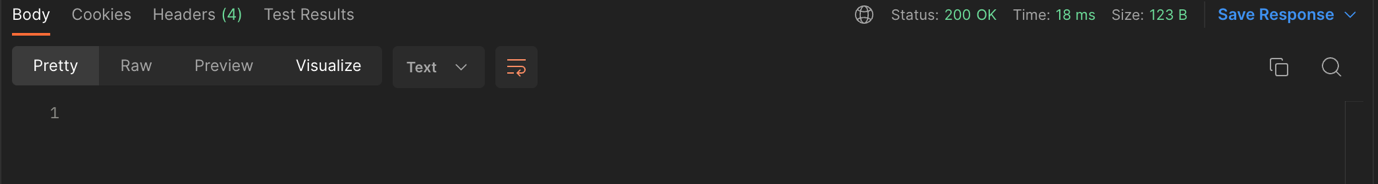 Body Cookies Headers (4) Test Results Status: 200 OK Time: 18 ms Size: 123 B Save Response
Pretty Raw Preview Visualize Text
1